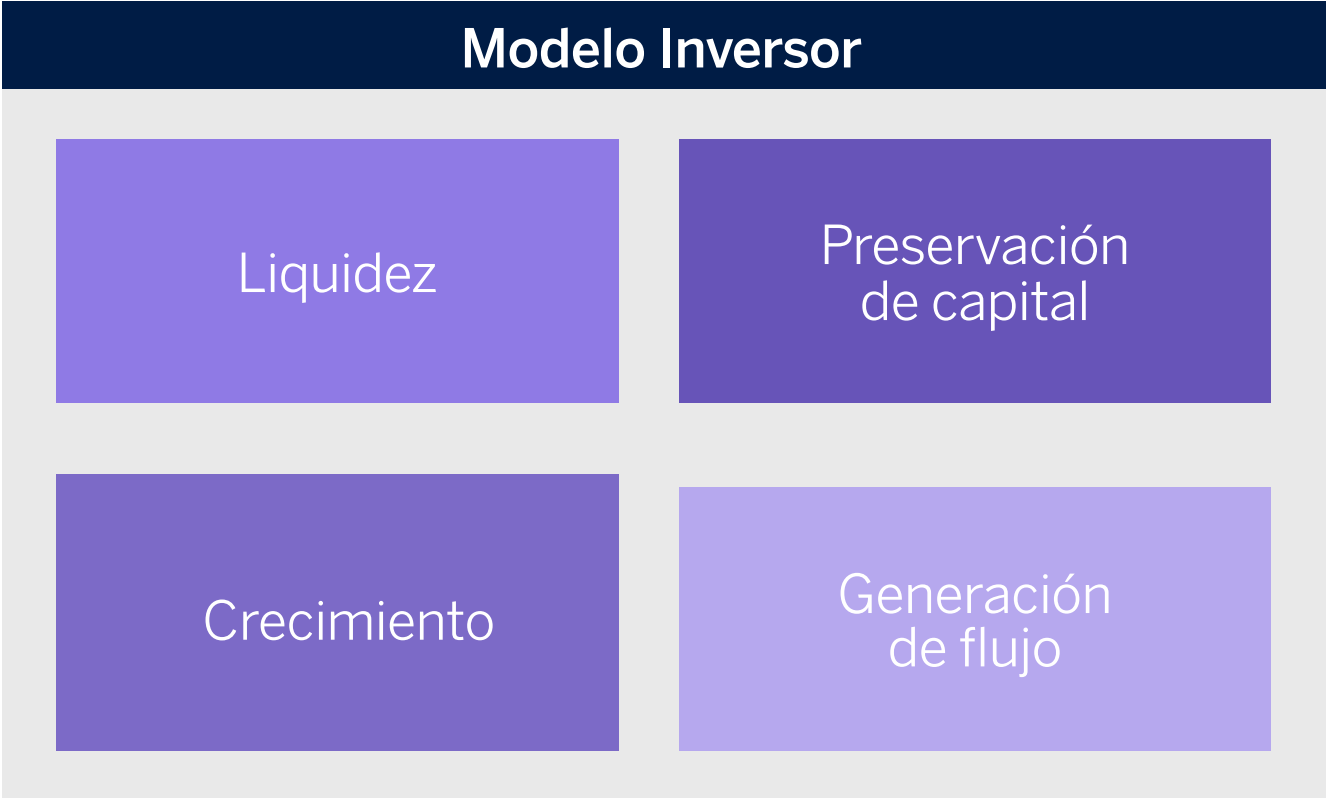 Modelo Inversor
Liquidez
Preservación
de capital
Crecimiento
Generación
de flujo